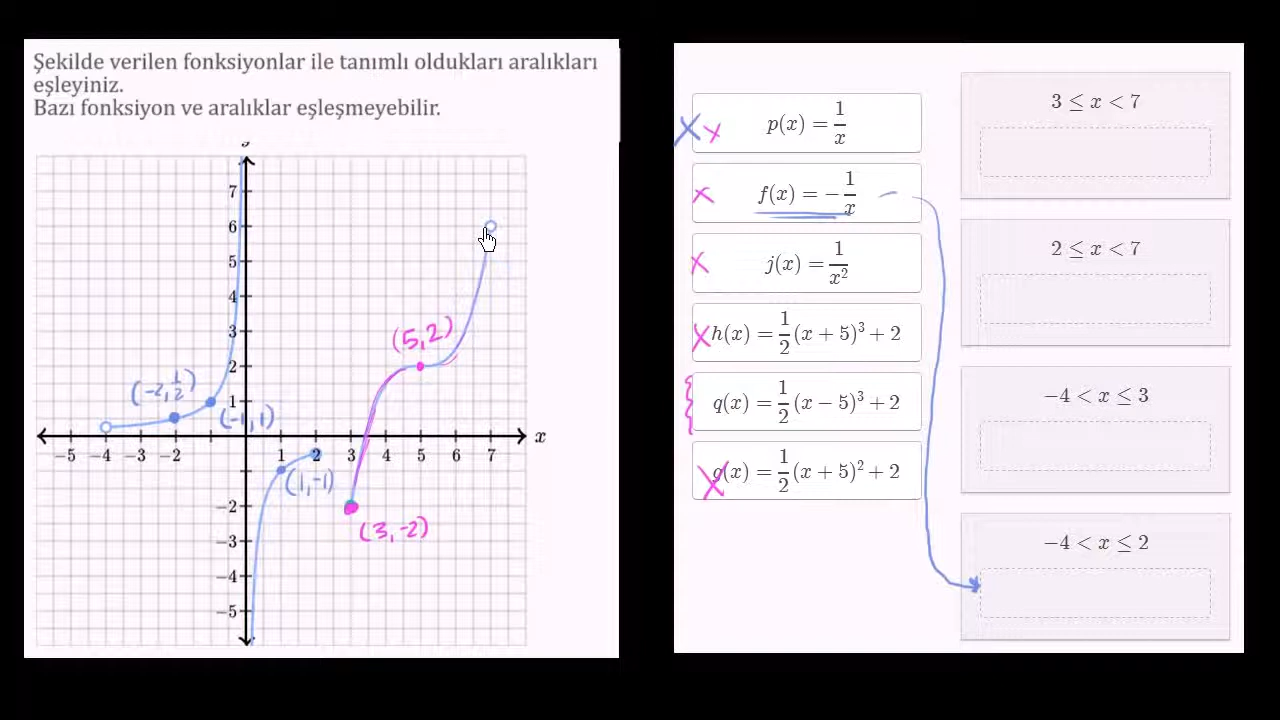 Şekilde verilen fonksiyonlar ile tanımlı oldukları aralıkları
eşleyiniz.
Bazı fonksiyon ve aralıklar eşleşmeyebilir.
7
6
5
4
3
2
1
−2
−3
−4
−5
−5 −4 −3 −2 1 2 3 4 5 6 7 x
(-2, 1/2)
(-1, 1)
(1, -1)
(5, 2)
(3, -2)
p(x) = 1/x
f(x) = −1/x
j(x) = 1/x²
h(x) = 1/2(x + 5)³ + 2
q(x) = 1/2(x − 5)³ + 2
(x) = 1/2(x + 5)² + 2
3 ≤ x < 7
2 ≤ x < 7
−4 < x ≤ 3
−4 < x ≤ 2